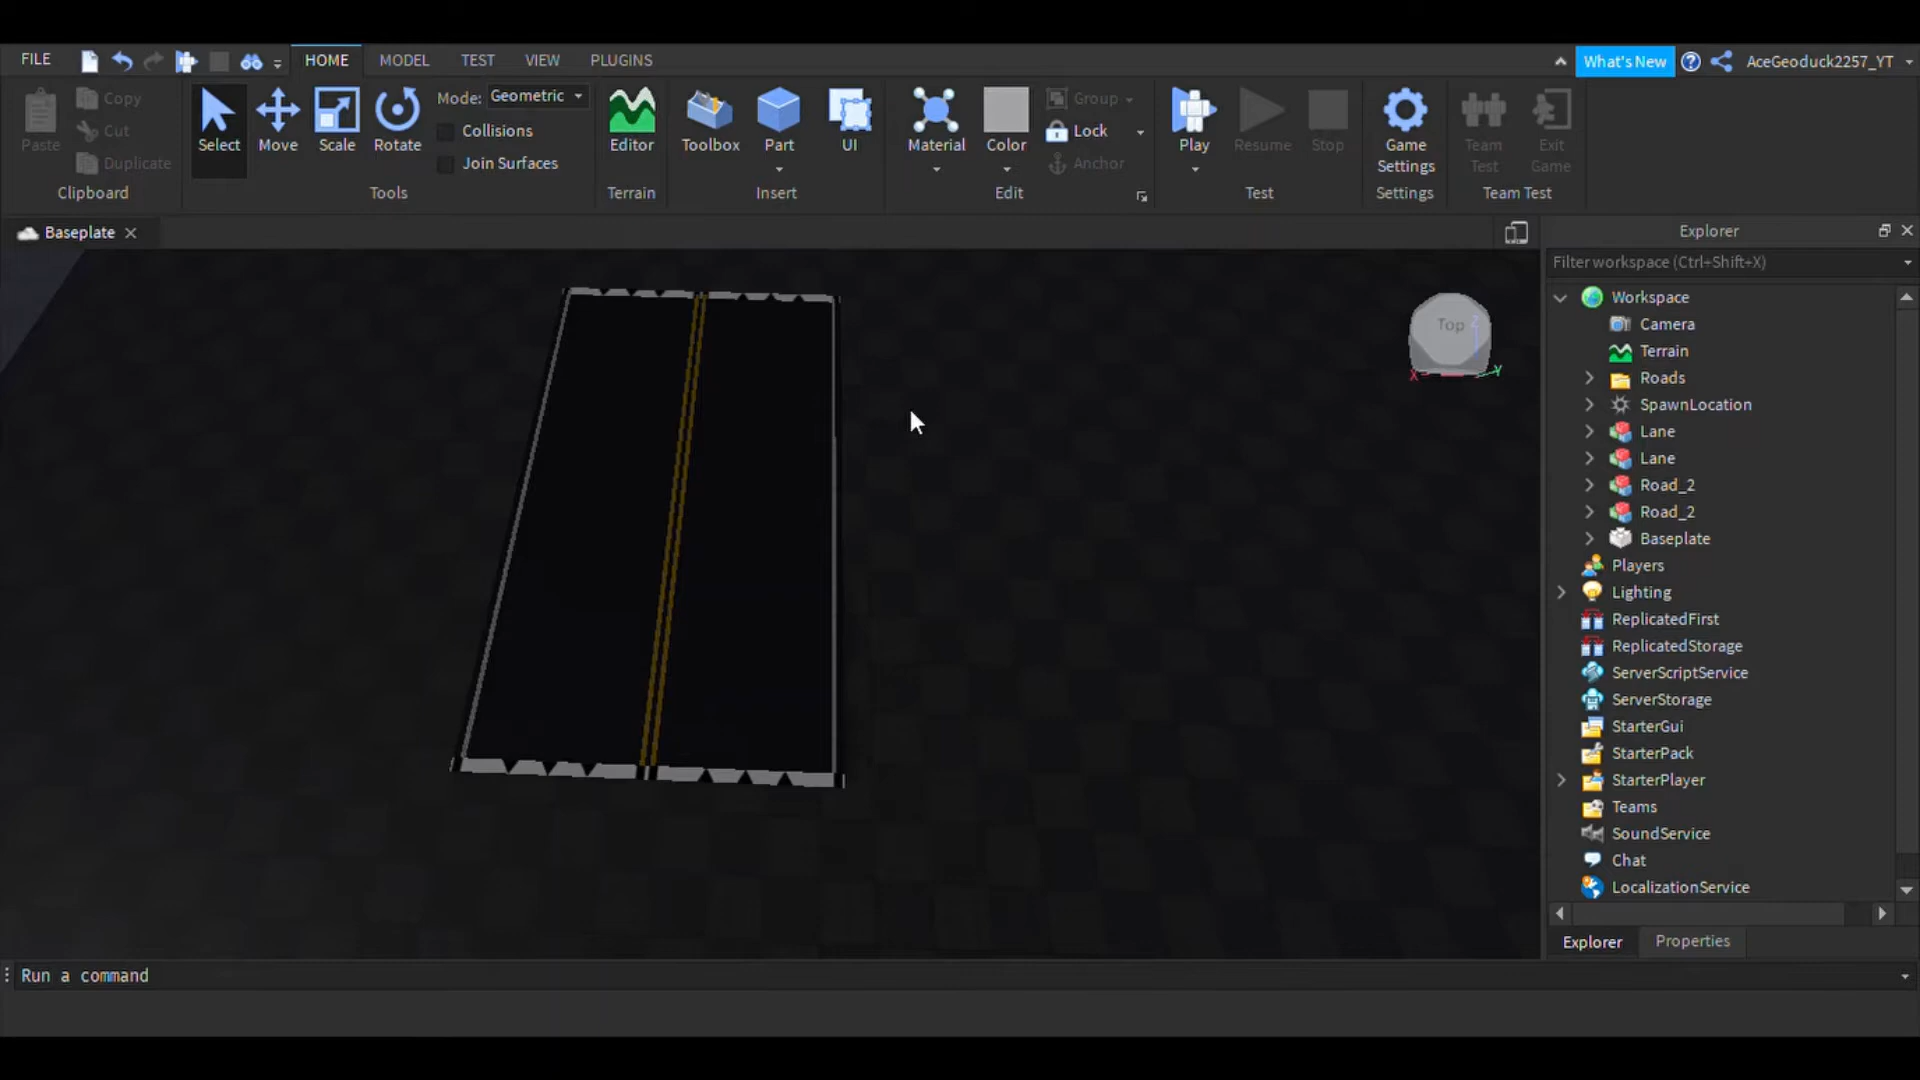 FILE HOME MODEL TEST VIEW PLUGINS What's New AceGeoduck2257_YT
Paste Copy Cut Duplicate
Clipboard
Select Move Scale Rotate
Mode: Geometric
Collisions
Join Surfaces
Tools
Editor
Terrain
Toolbox Part UI
Insert
Material Color Group Lock Anchor
Edit
Play Resume Stop
Test
Game Settings
Settings
Team Test
Exit Game
Team Test
Baseplate
Top
Z
X
Y
Explorer
Filter workspace (Ctrl+Shift+X)
Workspace
Camera
Terrain
Roads
SpawnLocation
Lane
Lane
Road_2
Road_2
Baseplate
Players
Lighting
ReplicatedFirst
ReplicatedStorage
ServerScriptService
ServerStorage
StarterGui
StarterPack
StarterPlayer
Teams
SoundService
Chat
LocalizationService
Explorer Properties
Run a command